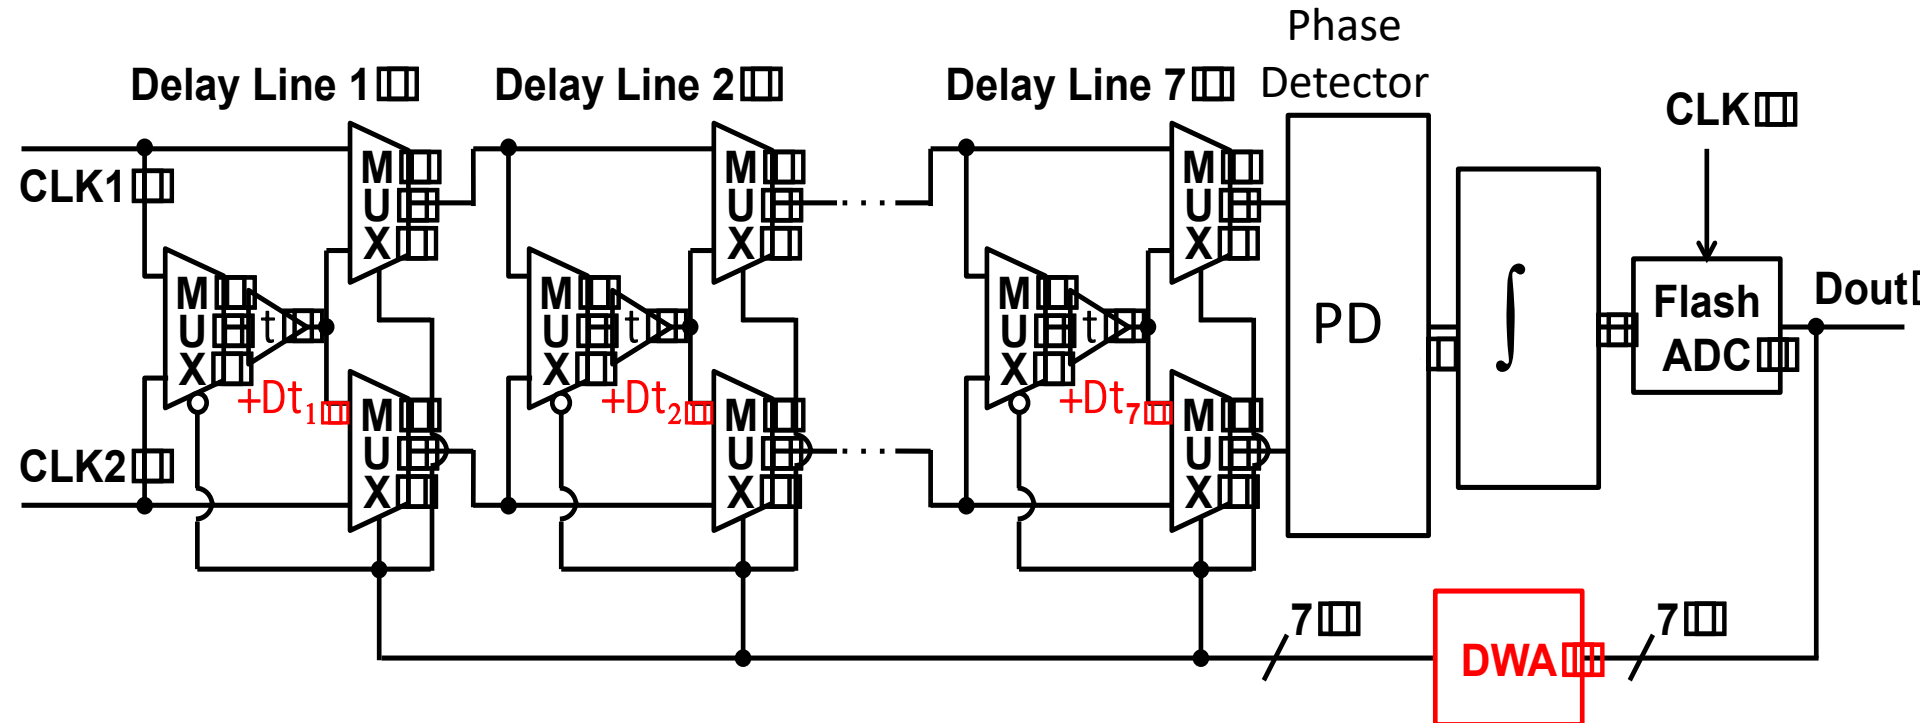 Phase
Detector
Delay Line 1
Delay Line 2
Delay Line 7
CLK
CLK1
CLK2
MUX
MUX
MUX
t
+Dt1
MUX
MUX
MUX
t
+Dt2
MUX
MUX
MUX
t
+Dt7
PD
∫
Flash
ADC
Dout
7
DWA
7